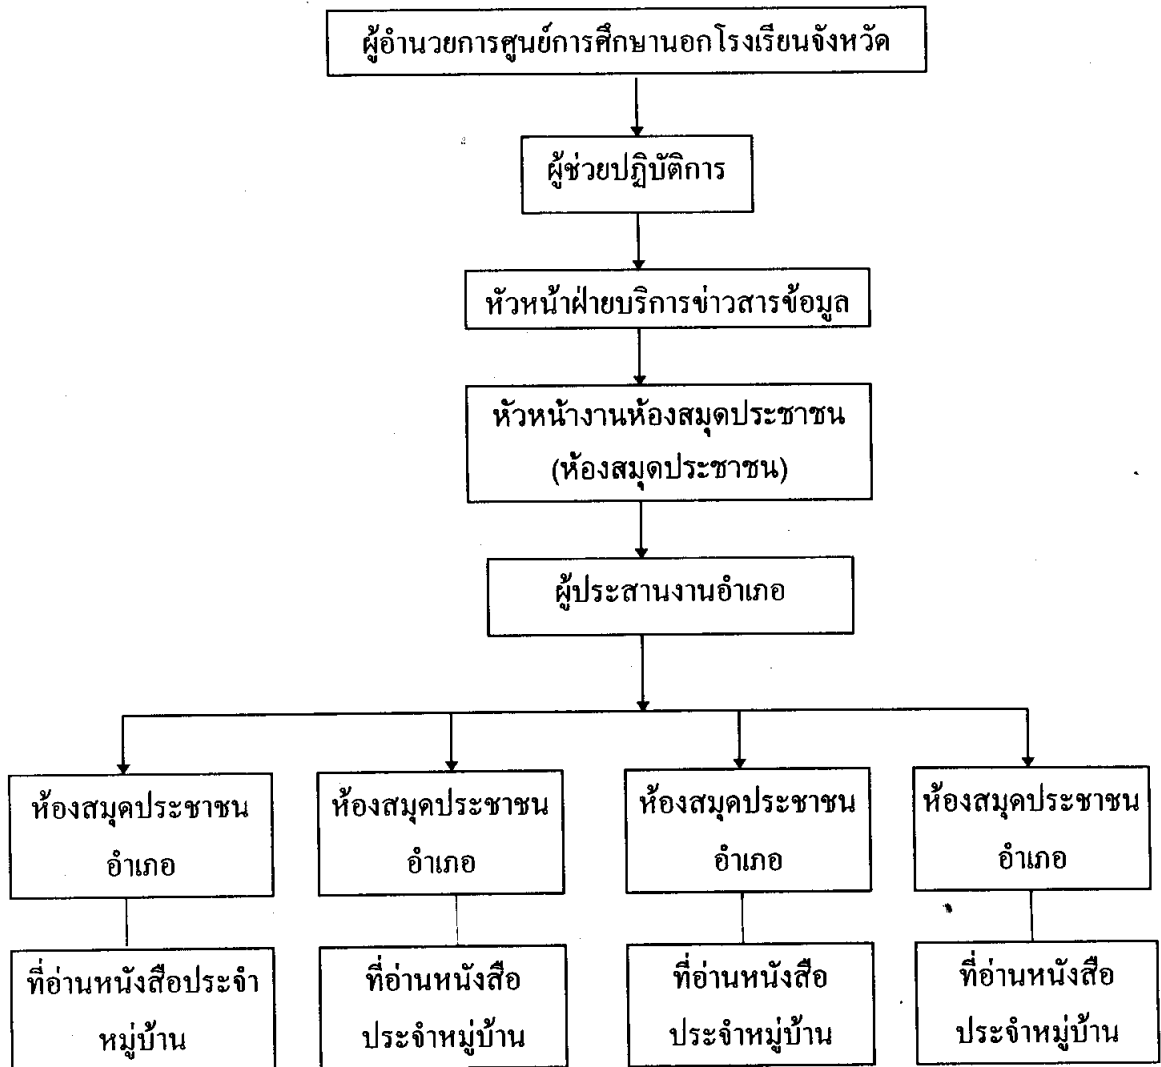 ผู้อำนวยการศูนย์การศึกษานอกโรงเรียนจังหวัด
ผู้ช่วยปฏิบัติการ
หัวหน้าฝ่ายบริการข่าวสารข้อมูล
หัวหน้างานห้องสมุดประชาชน
(ห้องสมุดประชาชน)
ผู้ประสานงานอำเภอ
ห้องสมุดประชาชน
อำเภอ
ห้องสมุดประชาชน
อำเภอ
ห้องสมุดประชาชน
อำเภอ
ห้องสมุดประชาชน
อำเภอ
ที่อ่านหนังสือประจำ
หมู่บ้าน
ที่อ่านหนังสือ
ประจำหมู่บ้าน
ที่อ่านหนังสือ
ประจำหมู่บ้าน
ที่อ่านหนังสือ
ประจำหมู่บ้าน